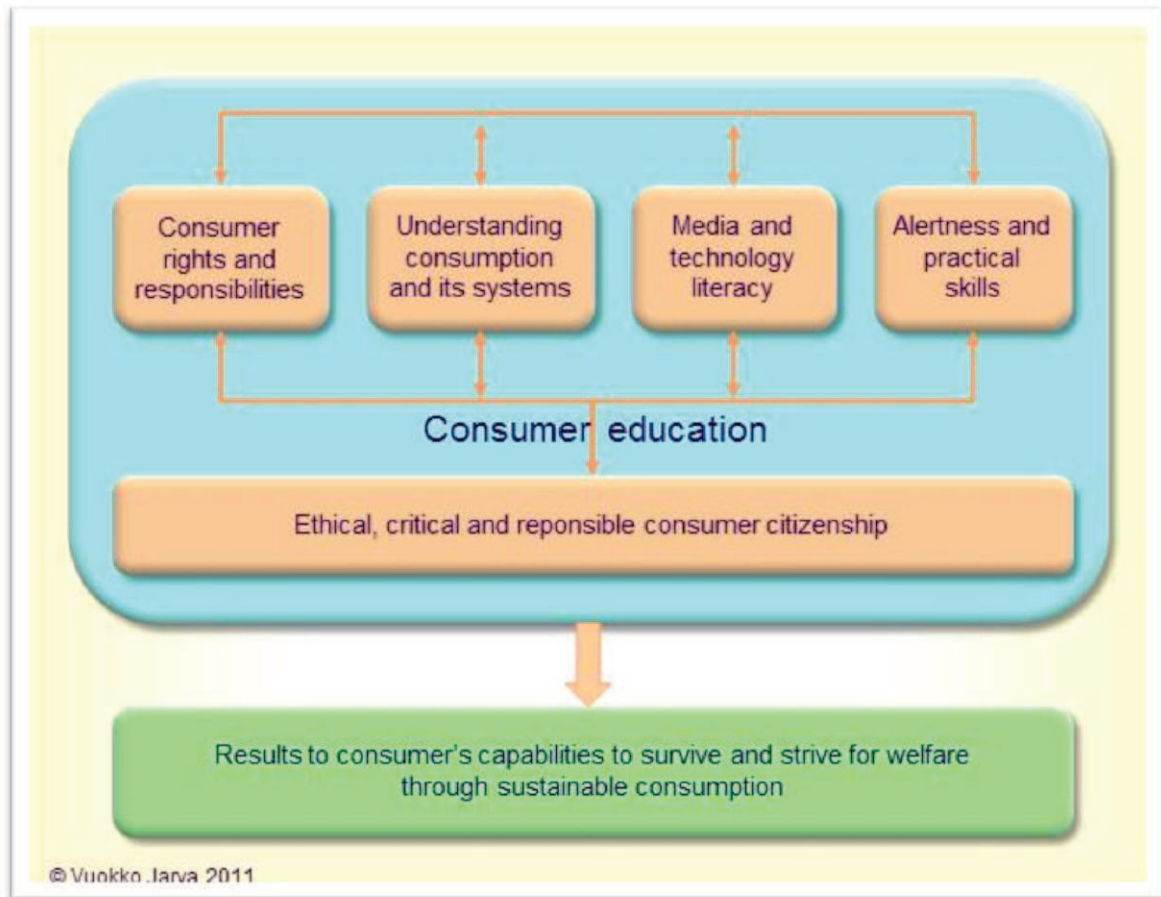 Consumer
rights and
responsibilities
Understanding
consumption
and its systems
Media and
technology
literacy
Alertness and
practical
skills
Consumer education
Ethical, critical and reponsible consumer citizenship
Results to consumer's capabilities to survive and strive for welfare
through sustainable consumption
© Vuokko Jarva 2011